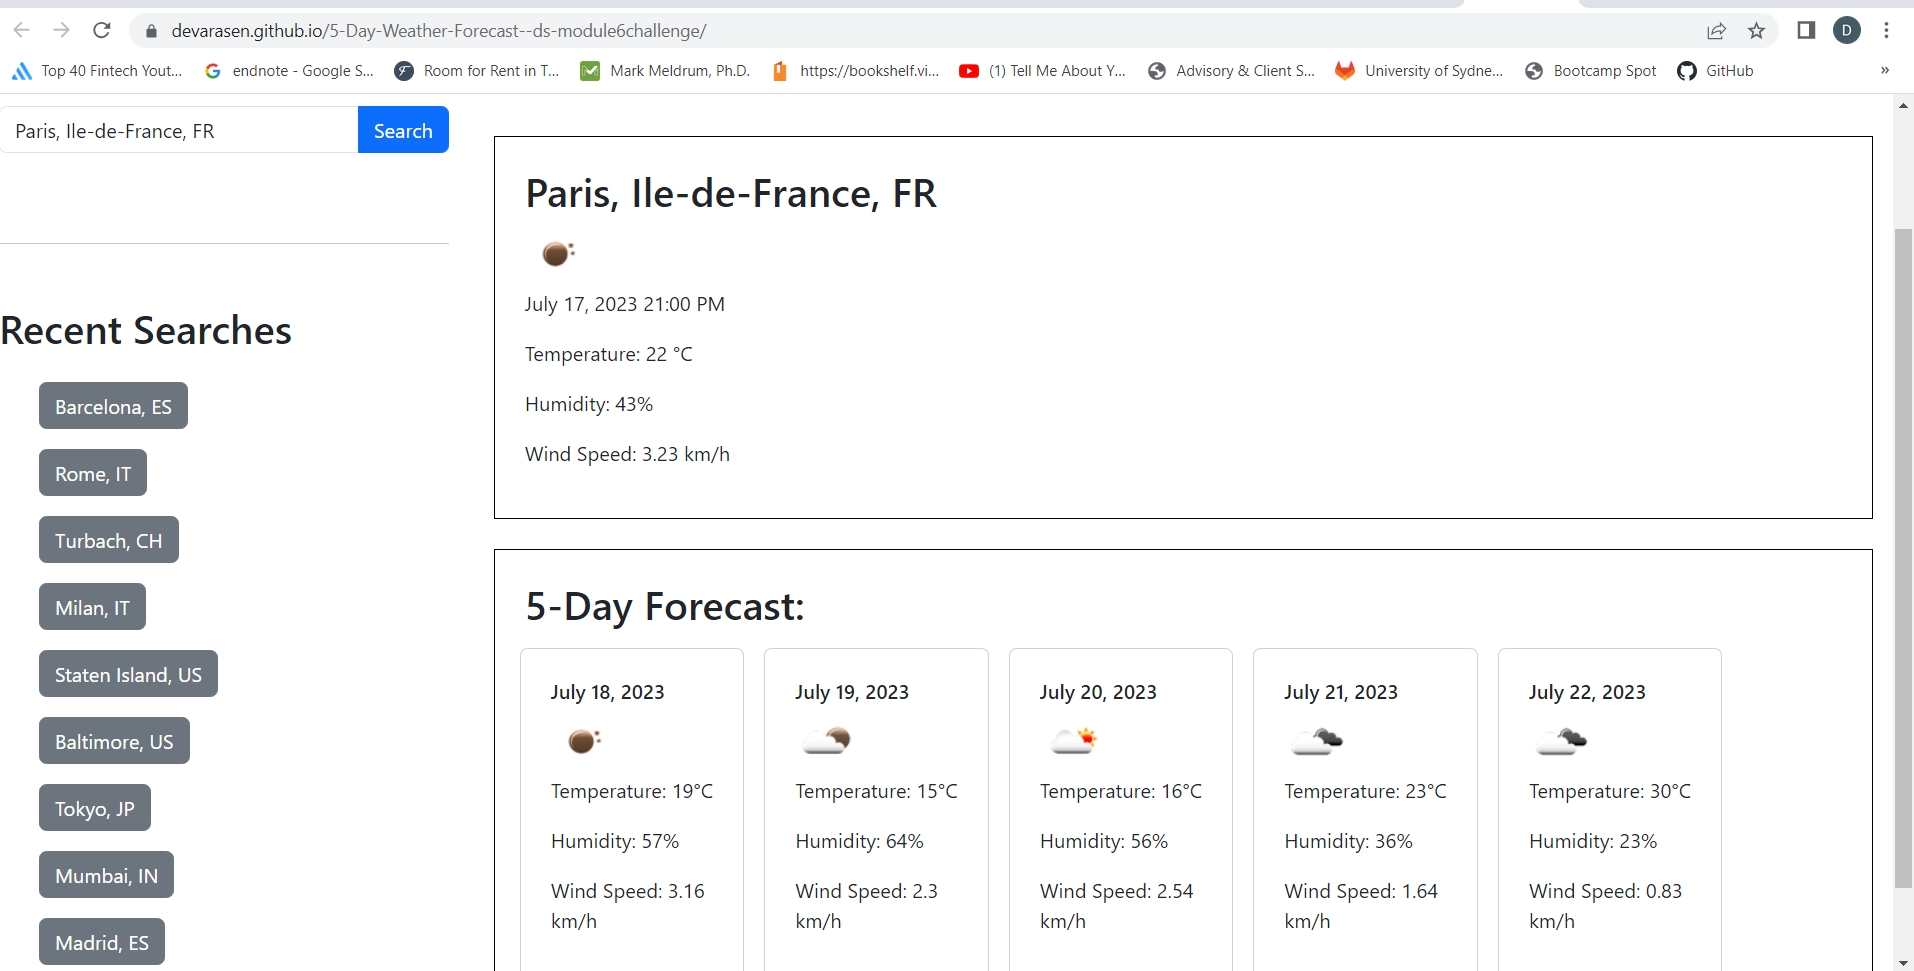 devarasen.github.io/5-Day-Weather-Forecast--ds-module6challenge/
D
Top 40 Fintech Yout...
endnote - Google S...
Room for Rent in T...
Mark Meldrum, Ph.D.
https://bookshelf.vi...
(1) Tell Me About Y...
Advisory & Client S...
University of Sydne...
Bootcamp Spot
GitHub
»
Paris, Ile-de-France, FR
Search
Recent Searches
Barcelona, ES
Rome, IT
Turbach, CH
Milan, IT
Staten Island, US
Baltimore, US
Tokyo, JP
Mumbai, IN
Madrid, ES
Paris, Ile-de-France, FR
July 17, 2023 21:00 PM
Temperature: 22 °C
Humidity: 43%
Wind Speed: 3.23 km/h
5-Day Forecast:
July 18, 2023
Temperature: 19°C
Humidity: 57%
Wind Speed: 3.16
km/h
July 19, 2023
Temperature: 15°C
Humidity: 64%
Wind Speed: 2.3
km/h
July 20, 2023
Temperature: 16°C
Humidity: 56%
Wind Speed: 2.54
km/h
July 21, 2023
Temperature: 23°C
Humidity: 36%
Wind Speed: 1.64
km/h
July 22, 2023
Temperature: 30°C
Humidity: 23%
Wind Speed: 0.83
km/h